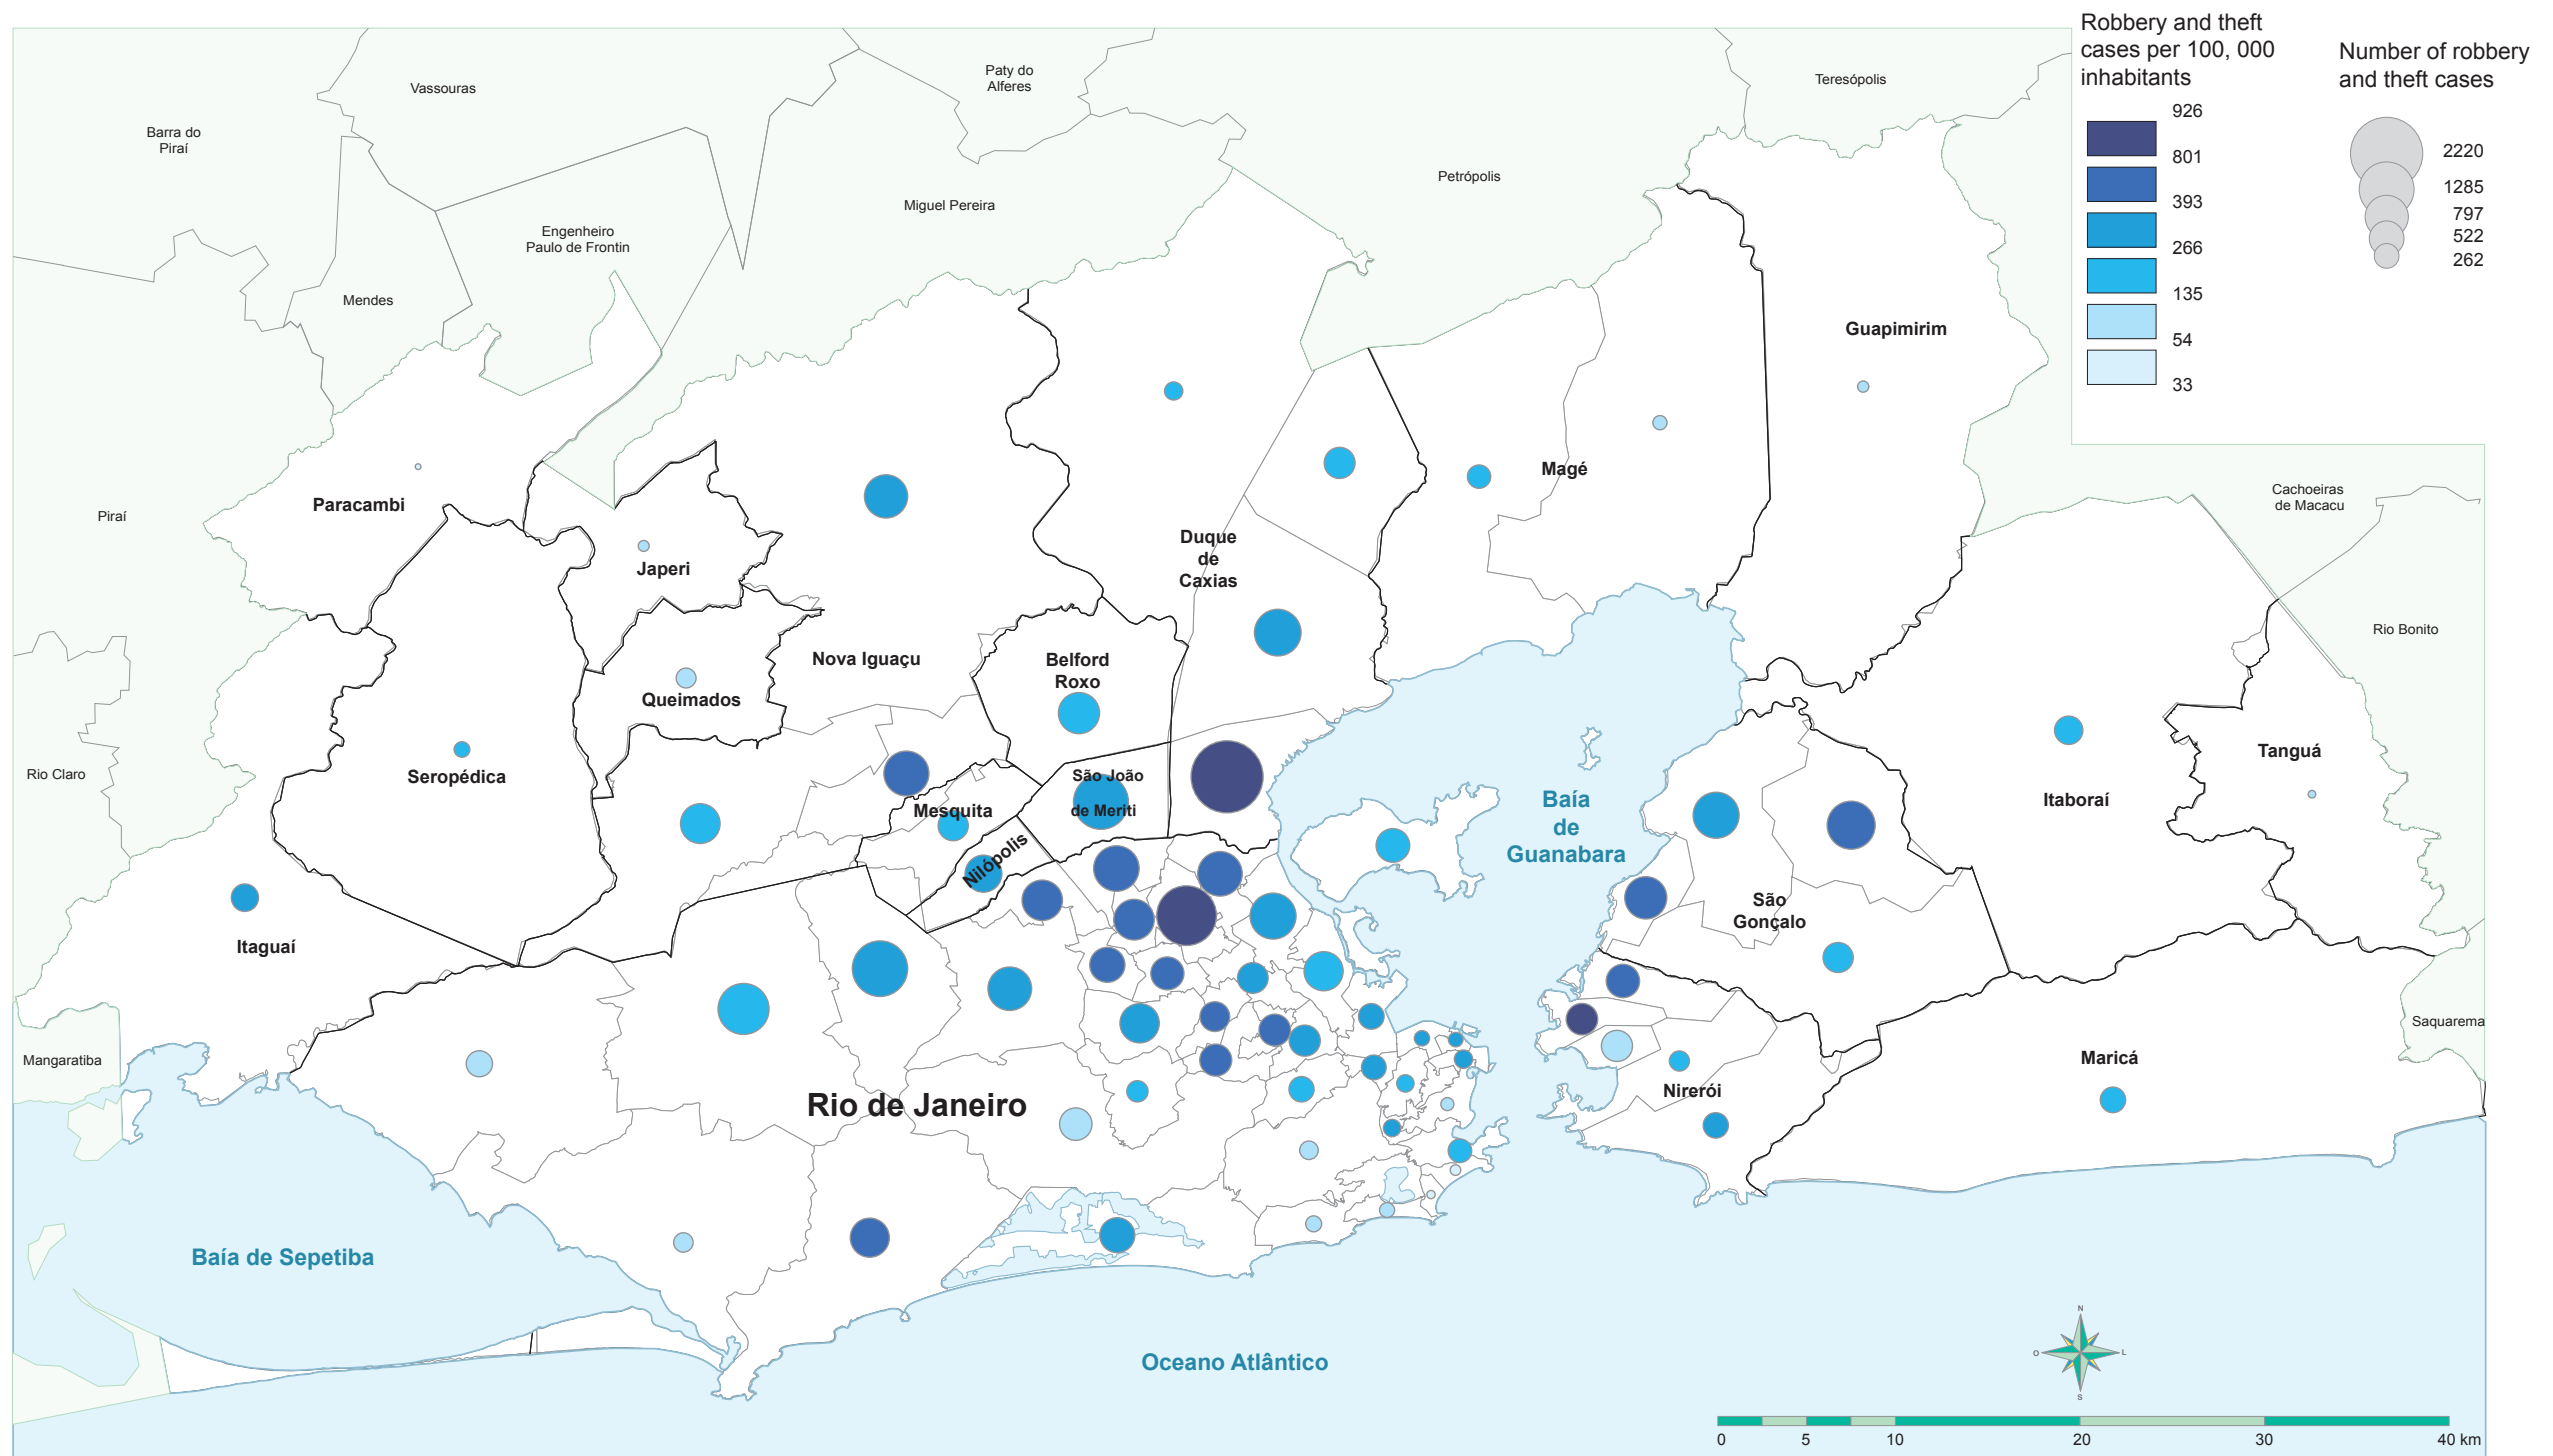 Robbery and theft
cases per 100, 000
inhabitants
926
801
393
266
135
54
33
Number of robbery
and theft cases
2220
1285
797
522
262
Vassouras
Paty do
Alferes
Teresópolis
Barra do
Piraí
Petrópolis
Miguel Pereira
Engenheiro
Paulo de Frontin
Mendes
Guapimirim
Magé
Paracambi
Piraí
Cachoeiras
de Macacu
Duque
de
Caxias
Japeri
Rio Bonito
Nova Iguaçu
Belford
Roxo
Queimados
Tanguá
Rio Claro
Seropédica
São João
de Meriti
Mesquita
Nilópolis
Baía
de
Guanabara
Itaboraí
São
Gonçalo
Itaguaí
Saquarema
Mangaratiba
Maricá
Nirerói
Rio de Janeiro
Baía de Sepetiba
Oceano Atlântico
N
O
L
S
0 5 10 20 30 40 km